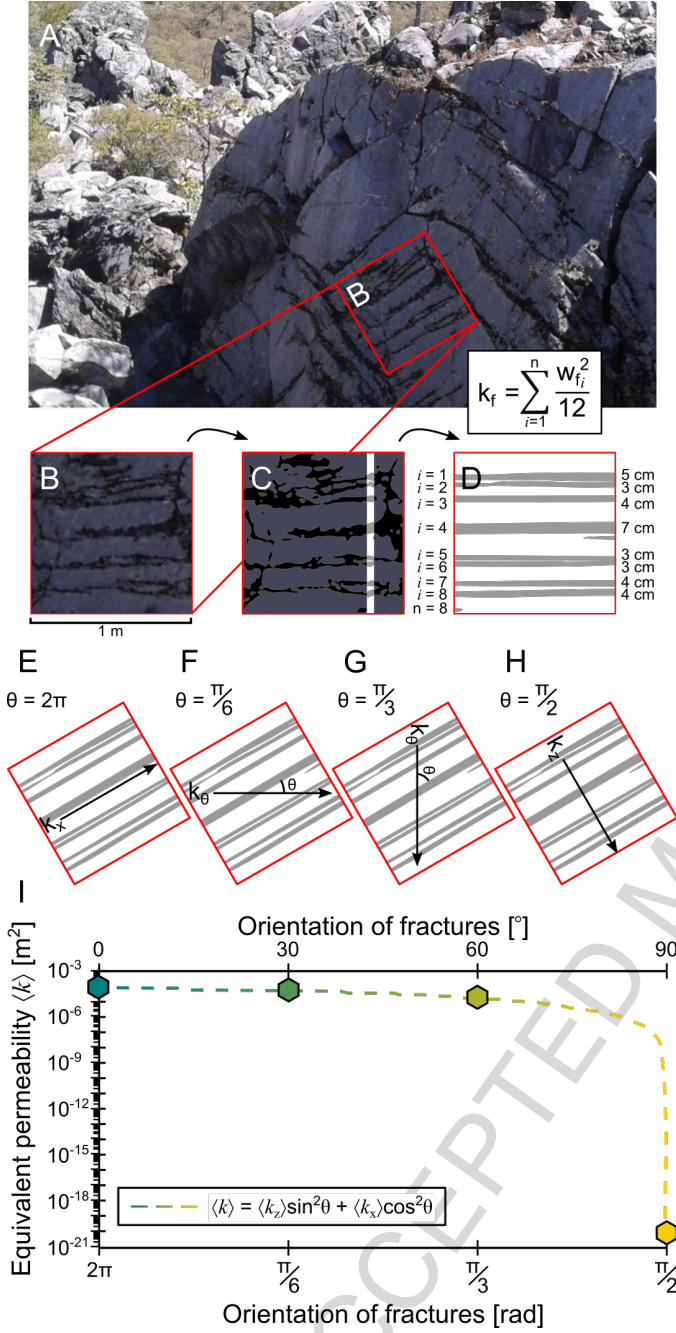 A
B
k_f = \sum_{i=1}^{n} \frac{w_{f_i}^2}{12}
B
C
D
i = 1 5 cm
i = 2 3 cm
i = 3 4 cm
i = 4 7 cm
i = 5 3 cm
i = 6 3 cm
i = 7 4 cm
i = 8 4 cm
n = 8
1 m
E
θ = 2π
k_x
F
θ = π/6
k_θ
θ
G
θ = π/3
k_θ
θ
H
θ = π/2
k_z
I
Orientation of fractures [°]
0 30 60 90
Equivalent permeability ⟨k⟩ [m²]
10⁻³
10⁻⁶
10⁻⁹
10⁻¹²
10⁻¹⁵
10⁻¹⁸
10⁻²¹
⟨k⟩ = ⟨k_z⟩sin²θ + ⟨k_x⟩cos²θ
2π π/6 π/3 π/2
Orientation of fractures [rad]
CCEPTED M